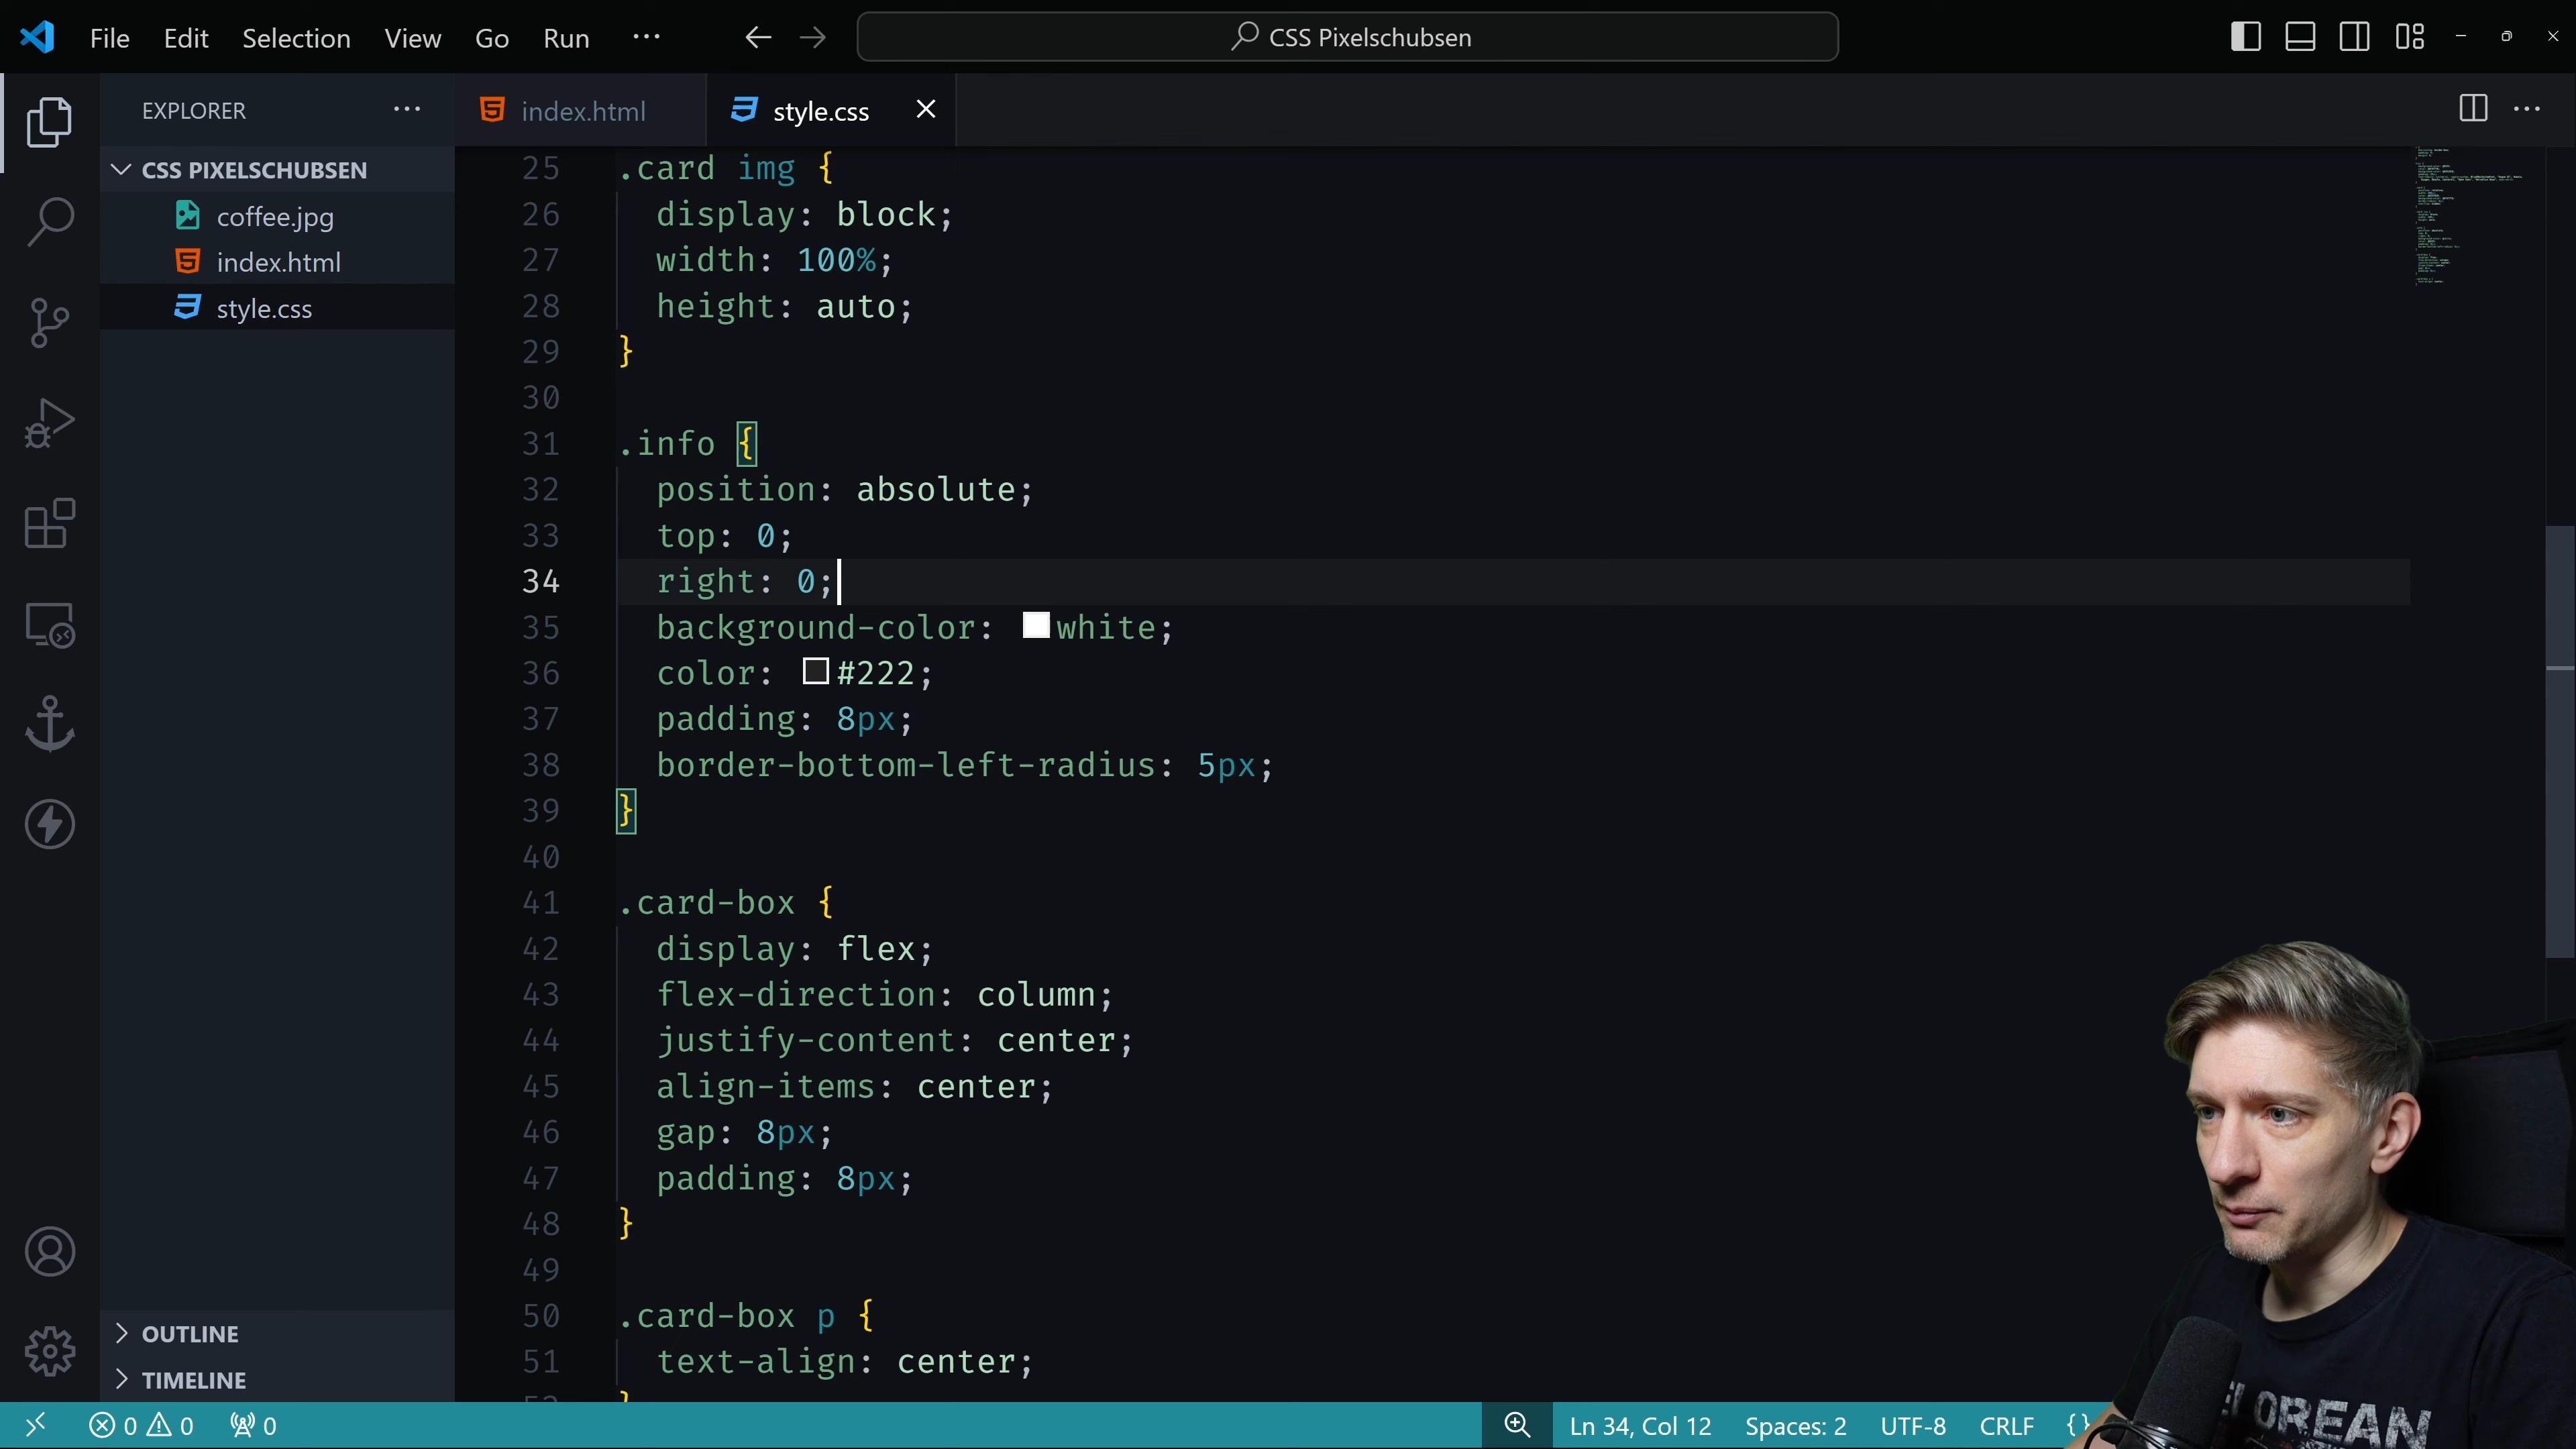 File Edit Selection View Go Run ···
CSS Pixelschubsen
EXPLORER
CSS PIXELSCHUBSEN
coffee.jpg
index.html
style.css
OUTLINE
TIMELINE
index.html
style.css
25 .card img {
26 display: block;
27 width: 100%;
28 height: auto;
29 }
30
31 .info {
32 position: absolute;
33 top: 0;
34 right: 0;
35 background-color: white;
36 color: #222;
37 padding: 8px;
38 border-bottom-left-radius: 5px;
39 }
40
41 .card-box {
42 display: flex;
43 flex-direction: column;
44 justify-content: center;
45 align-items: center;
46 gap: 8px;
47 padding: 8px;
48 }
49
50 .card-box p {
51 text-align: center;
0 0 0
Ln 34, Col 12 Spaces: 2 UTF-8 CRLF {}